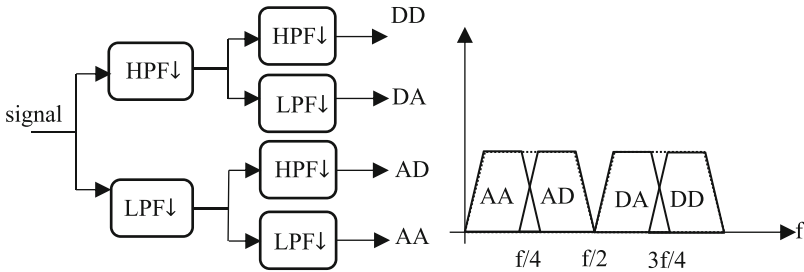 signal
HPF↓
LPF↓
HPF↓
LPF↓
HPF↓
LPF↓
DD
DA
AD
AA
AA
AD
DA
DD
f/4
f/2
3f/4
f